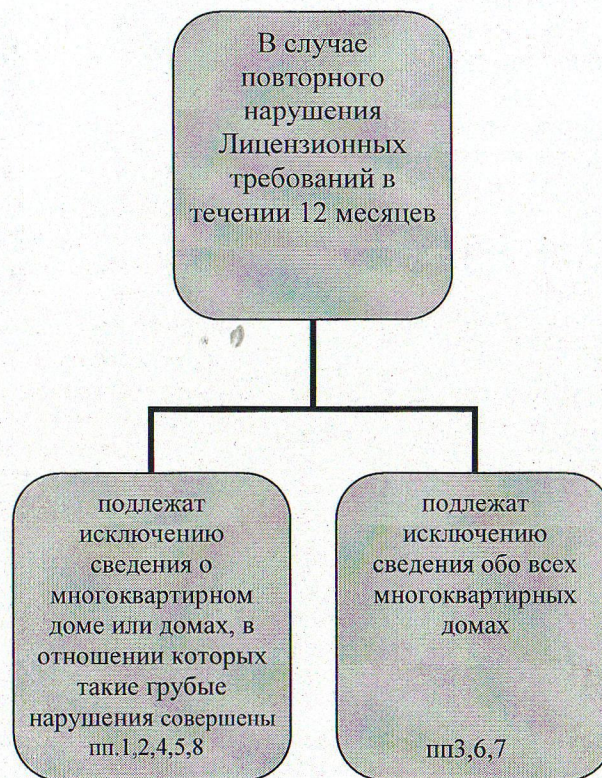 В случае
повторного
нарушения
Лицензионных
требований в
течении 12 месяцев
подлежат
исключению
сведения о
многоквартирном
доме или домах, в
отношении которых
такие грубые
нарушения совершены
пп.1,2,4,5,8
подлежат
исключению
сведения обо всех
многоквартирных
домах
пп3,6,7